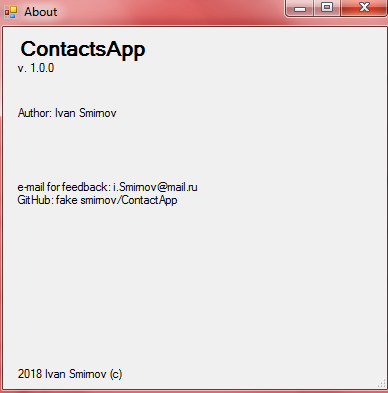 About
ContactsApp
v. 1.0.0
Author: Ivan Smirnov
e-mail for feedback: i.Smirnov@mail.ru
GitHub: fake smirnov/ContactApp
2018 Ivan Smirnov (c)